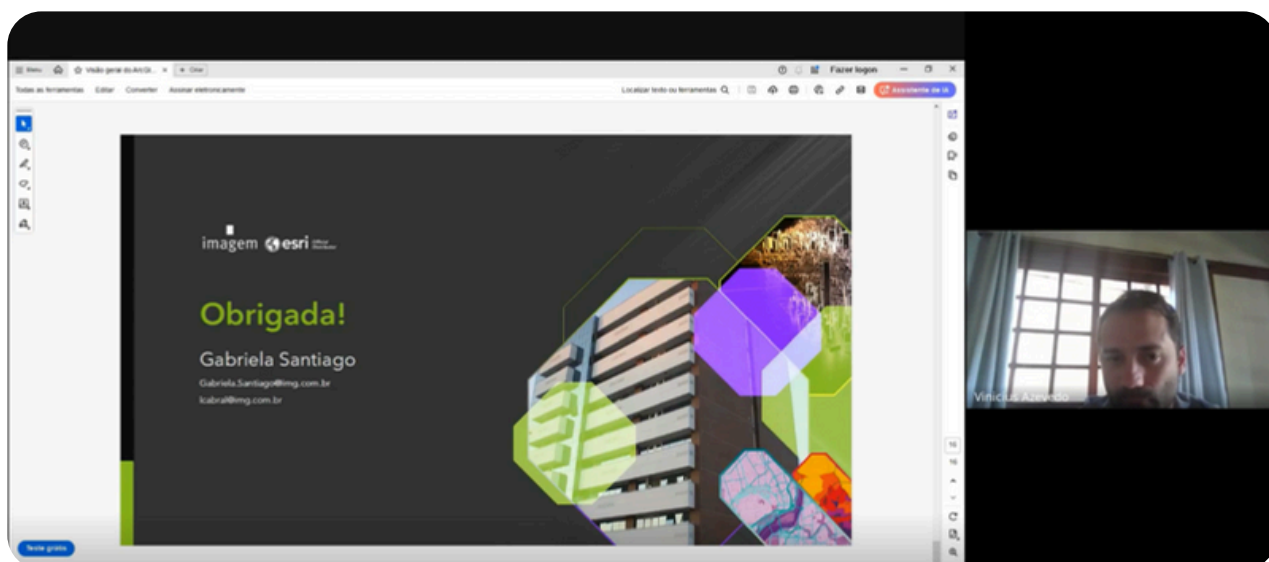 Menu
Visão geral do ArcGI...
+ Criar
Fazer logon
Todas as ferramentas Editar Converter Assinar eletronicamente
Localizar texto ou ferramentas
Assistente de IA
imagem esri
Obrigada!
Gabriela Santiago
Gabriela.Santiago@img.com.br
lcabral@img.com.br
Vinicius Azevedo
16
16
Teste grátis